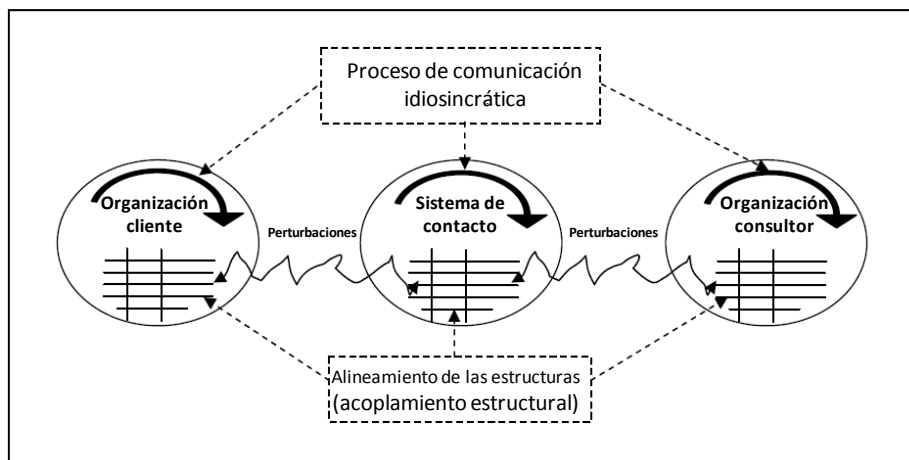 Proceso de comunicación
idiosincrática
Organización
cliente
Sistema de
contacto
Organización
consultor
Perturbaciones
Perturbaciones
Alineamiento de las estructuras
(acoplamiento estructural)